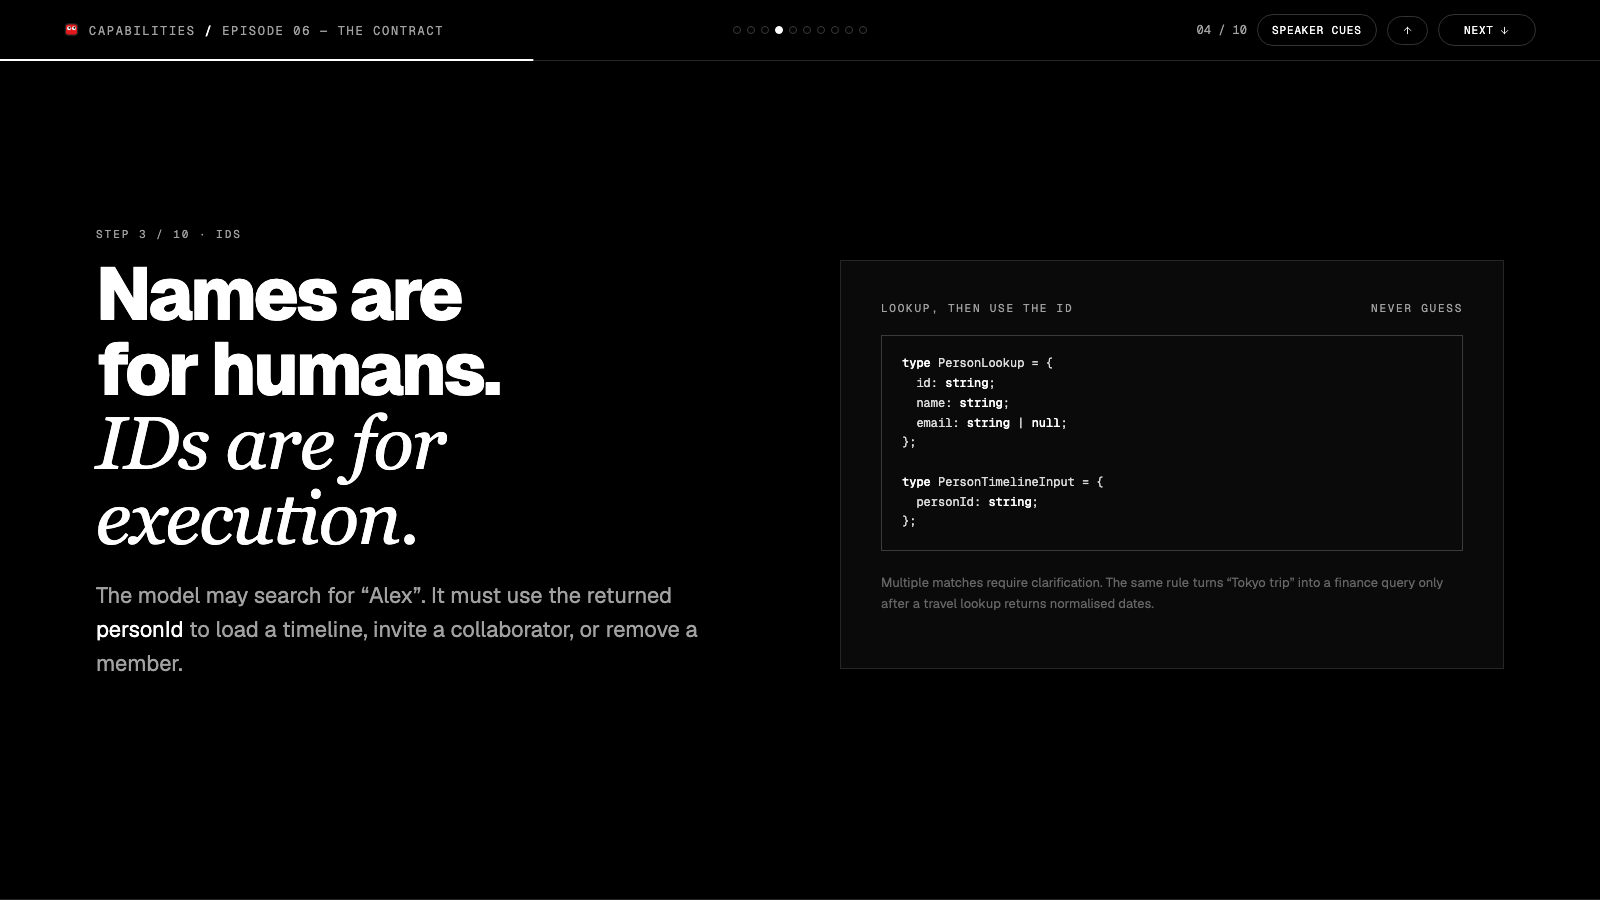 CAPABILITIES / EPISODE 06 — THE CONTRACT
04 / 10
SPEAKER CUES
↑
NEXT ↓
STEP 3 / 10 · IDS
Names are
for humans.
IDs are for
execution.
The model may search for “Alex”. It must use the returned
personId to load a timeline, invite a collaborator, or remove a
member.
LOOKUP, THEN USE THE ID
NEVER GUESS
type PersonLookup = {
  id: string;
  name: string;
  email: string | null;
};

type PersonTimelineInput = {
  personId: string;
};
Multiple matches require clarification. The same rule turns “Tokyo trip” into a finance query only
after a travel lookup returns normalised dates.